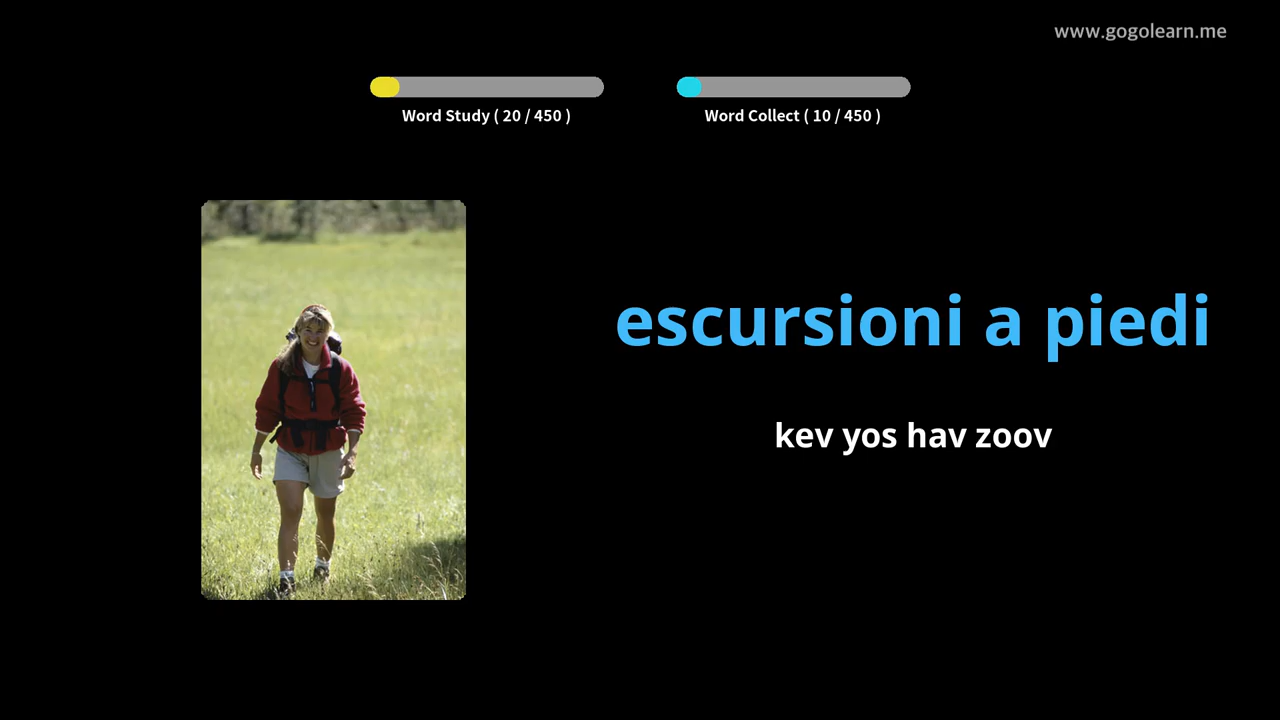 www.gogolearn.me
Word Study ( 20 / 450 )
Word Collect ( 10 / 450 )
escursioni a piedi
kev yos hav zoov